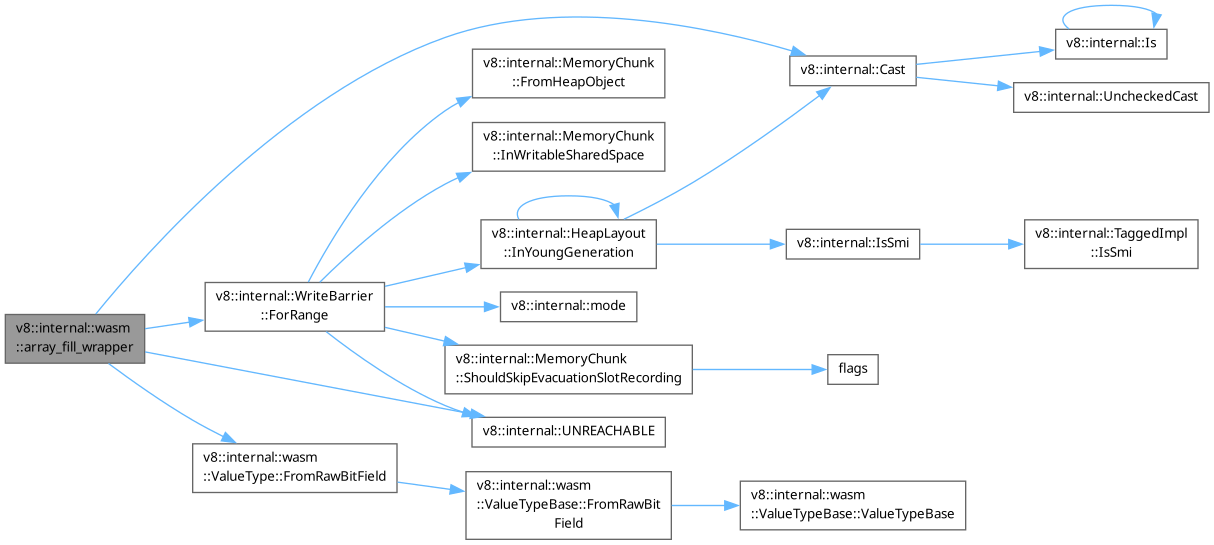 v8::internal::Is
v8::internal::Cast
v8::internal::UncheckedCast
v8::internal::MemoryChunk
::FromHeapObject
v8::internal::MemoryChunk
::InWritableSharedSpace
v8::internal::HeapLayout
::InYoungGeneration
v8::internal::IsSmi
v8::internal::TaggedImpl
::IsSmi
v8::internal::WriteBarrier
::ForRange
v8::internal::mode
v8::internal::wasm
::array_fill_wrapper
v8::internal::MemoryChunk
::ShouldSkipEvacuationSlotRecording
flags
v8::internal::UNREACHABLE
v8::internal::wasm
::ValueType::FromRawBitField
v8::internal::wasm
::ValueTypeBase::FromRawBit
Field
v8::internal::wasm
::ValueTypeBase::ValueTypeBase